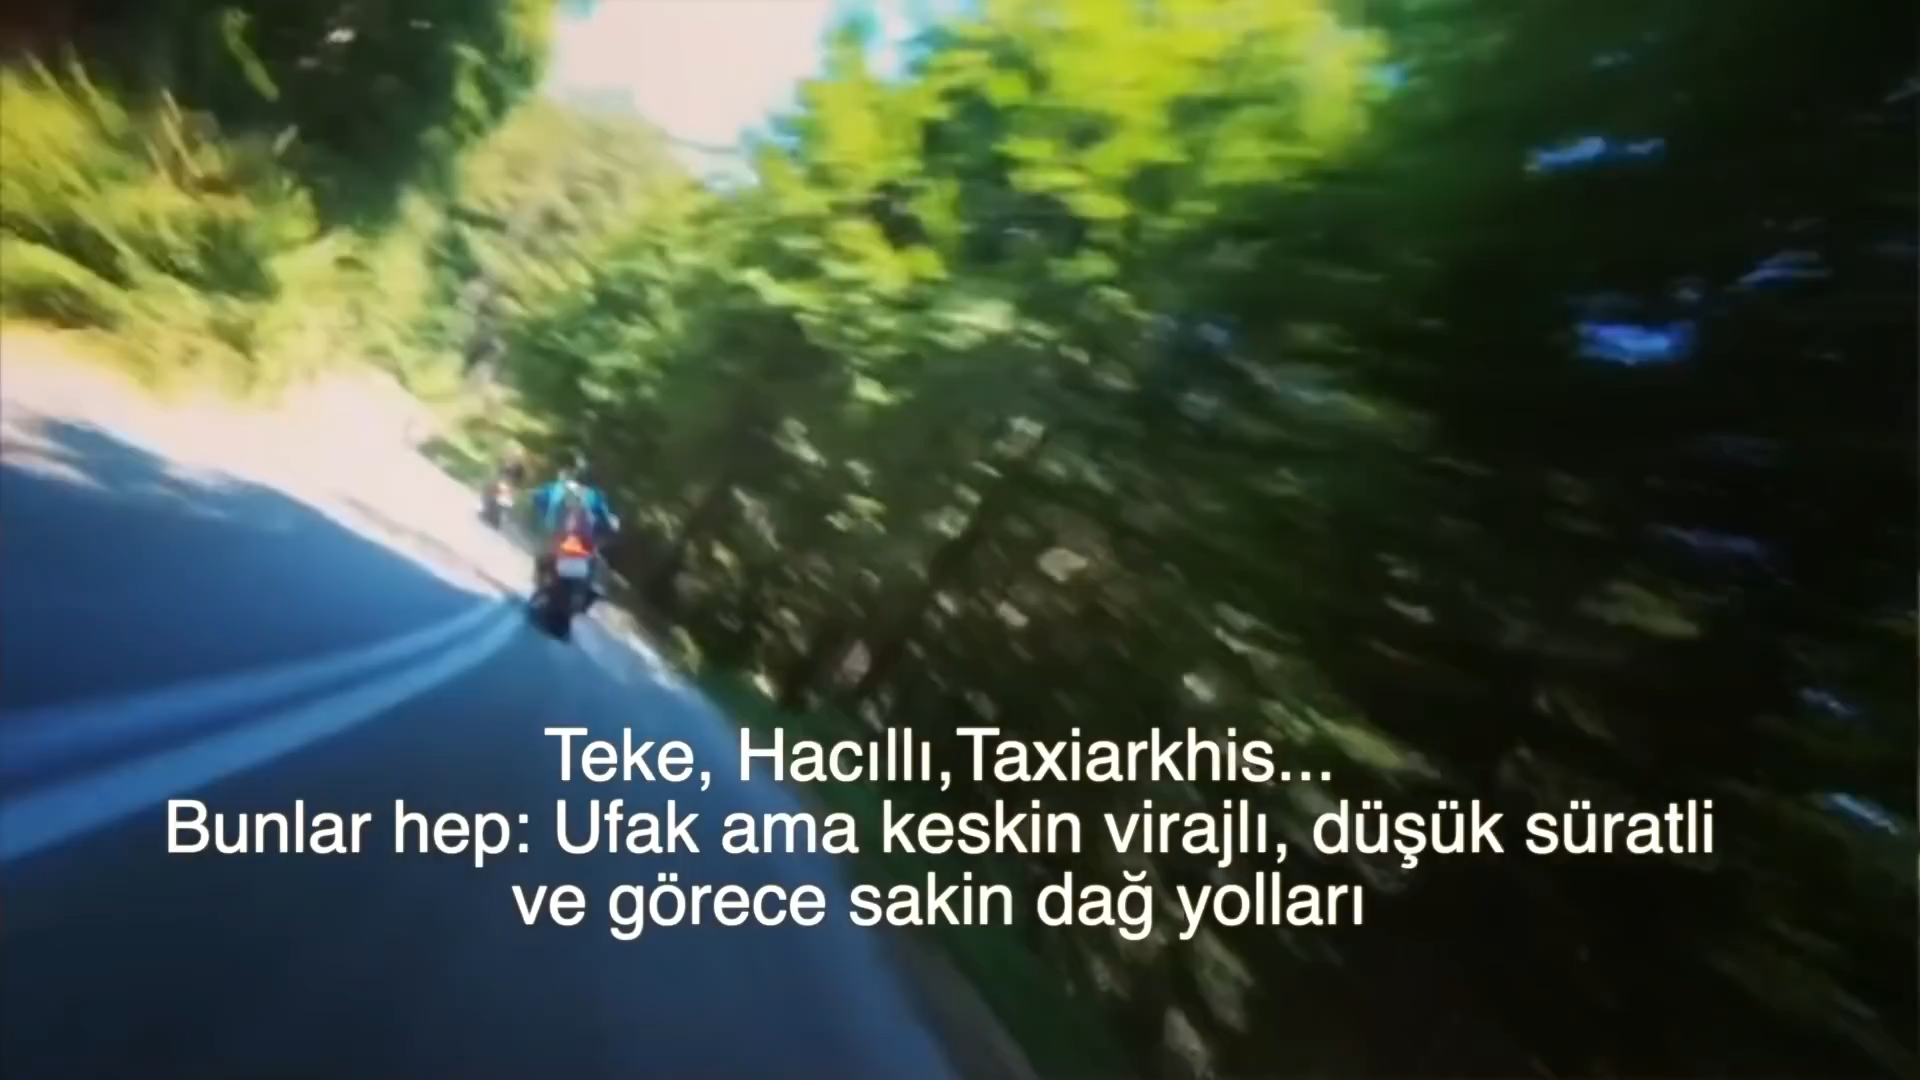 Teke, Hacıllı,Taxiarkhis...
Bunlar hep: Ufak ama keskin virajlı, düşük süratli
ve görece sakin dağ yolları